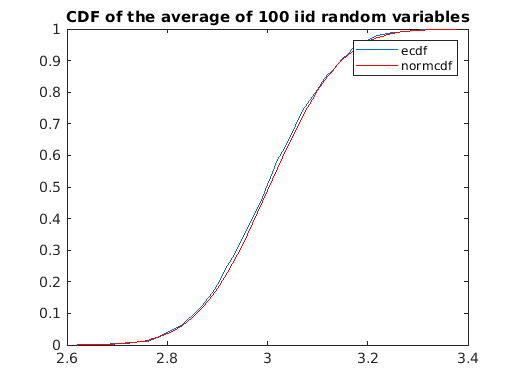 CDF of the average of 100 iid random variables
1
0.9
0.8
0.7
0.6
0.5
0.4
0.3
0.2
0.1
0
ecdf
normcdf
2.6 2.8 3 3.2 3.4